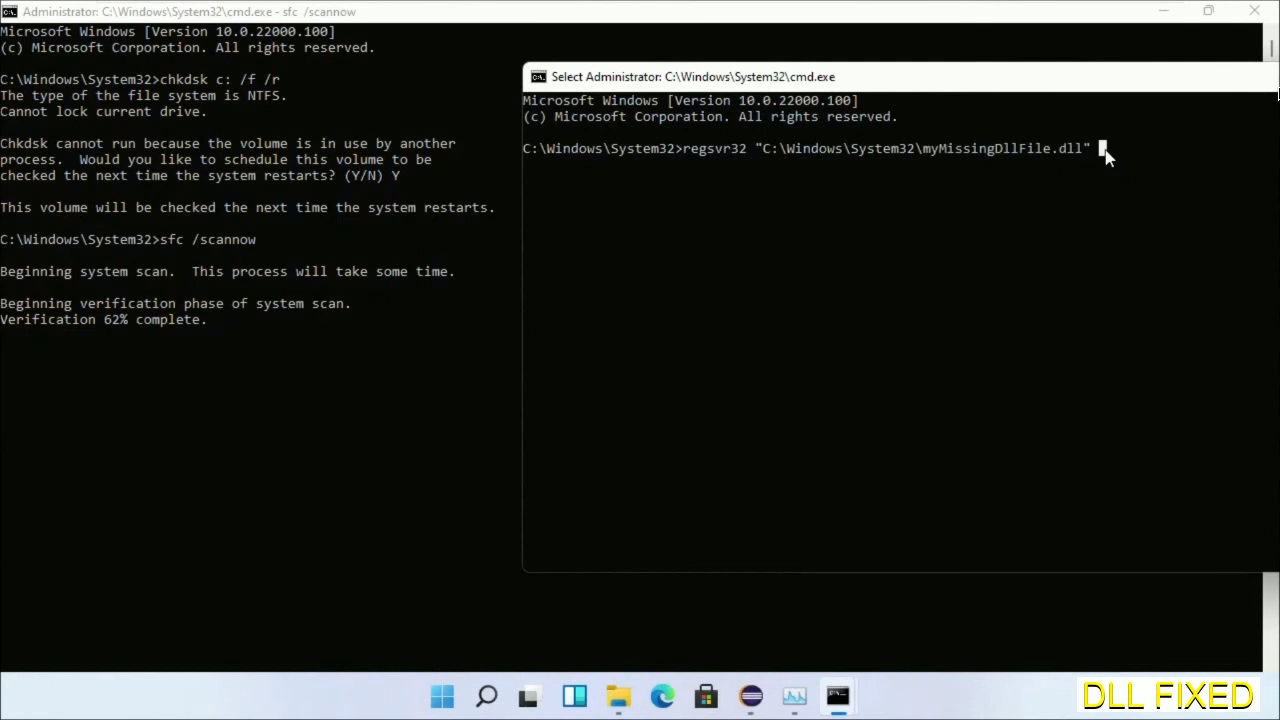 Administrator: C:\Windows\System32\cmd.exe - sfc /scannow
Microsoft Windows [Version 10.0.22000.100]
(c) Microsoft Corporation. All rights reserved.
C:\Windows\System32>chkdsk c: /f /r
The type of the file system is NTFS.
Cannot lock current drive.
Chkdsk cannot run because the volume is in use by another
process.  Would you like to schedule this volume to be
checked the next time the system restarts? (Y/N) Y
This volume will be checked the next time the system restarts.
C:\Windows\System32>sfc /scannow
Beginning system scan.  This process will take some time.
Beginning verification phase of system scan.
Verification 62% complete.
Select Administrator: C:\Windows\System32\cmd.exe
Microsoft Windows [Version 10.0.22000.100]
(c) Microsoft Corporation. All rights reserved.
C:\Windows\System32>regsvr32 "C:\Windows\System32\myMissingDllFile.dll"
DLL FIXED